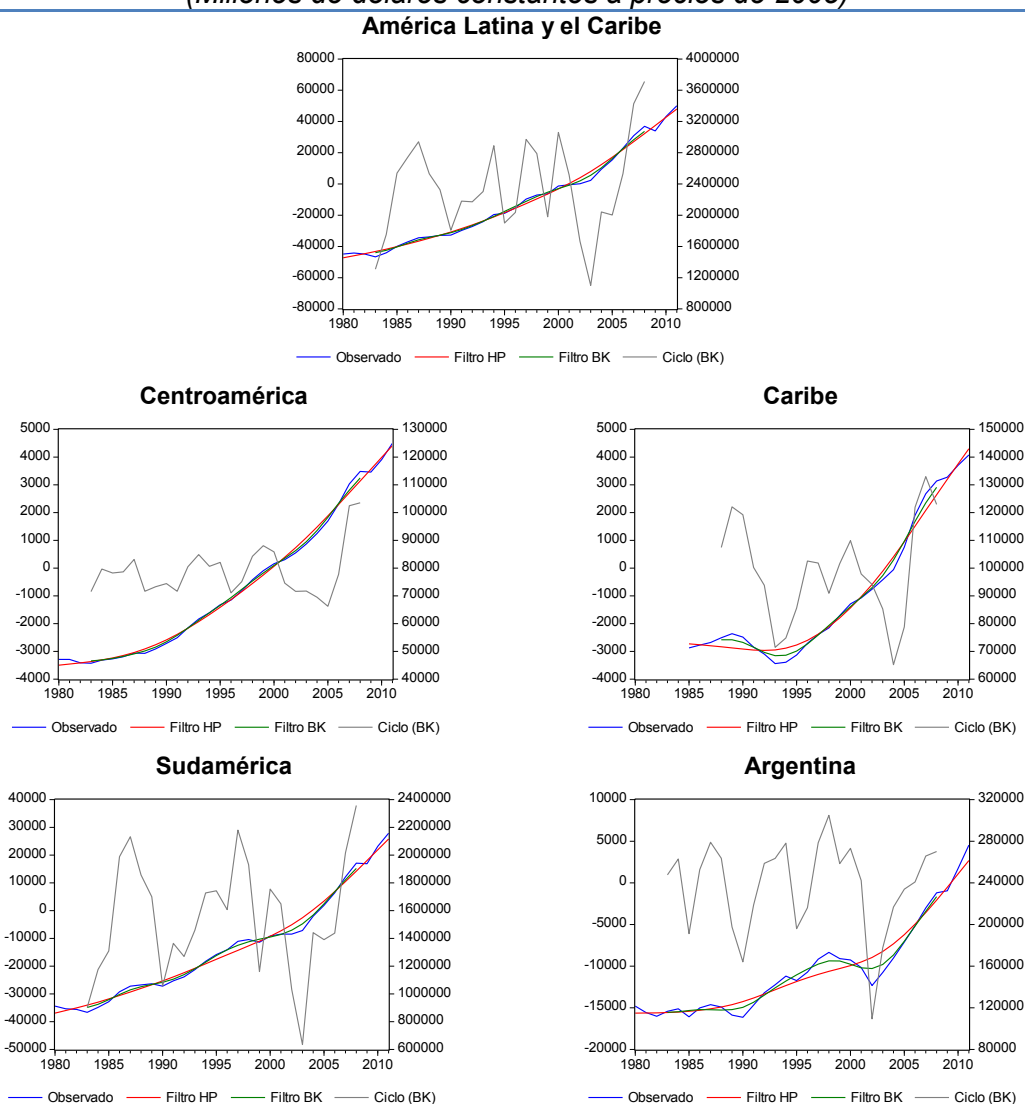 (Millones de dólares constantes a precios de 2005)
América Latina y el Caribe
80000 4000000
60000 3600000
40000 3200000
20000 2800000
0 2400000
-20000 2000000
-40000 1600000
-60000 1200000
-80000 800000
1980 1985 1990 1995 2000 2005 2010
Observado Filtro HP Filtro BK Ciclo (BK)
Centroamérica
5000 130000
4000 120000
3000 110000
2000 100000
1000 90000
0 80000
-1000 70000
-2000 60000
-3000 50000
-4000 40000
1980 1985 1990 1995 2000 2005 2010
Observado Filtro HP Filtro BK Ciclo (BK)
Caribe
5000 150000
4000 140000
3000 130000
2000 120000
1000 110000
0 100000
-1000 90000
-2000 80000
-3000 70000
-4000 60000
1980 1985 1990 1995 2000 2005 2010
Observado Filtro HP Filtro BK Ciclo (BK)
Sudamérica
40000 2400000
30000 2200000
20000 2000000
10000 1800000
0 1600000
-10000 1400000
-20000 1200000
-30000 1000000
-40000 800000
-50000 600000
1980 1985 1990 1995 2000 2005 2010
Observado Filtro HP Filtro BK Ciclo (BK)
Argentina
10000 320000
5000 280000
0 240000
-5000 200000
-10000 160000
-15000 120000
-20000 80000
1980 1985 1990 1995 2000 2005 2010
Observado Filtro HP Filtro BK Ciclo (BK)